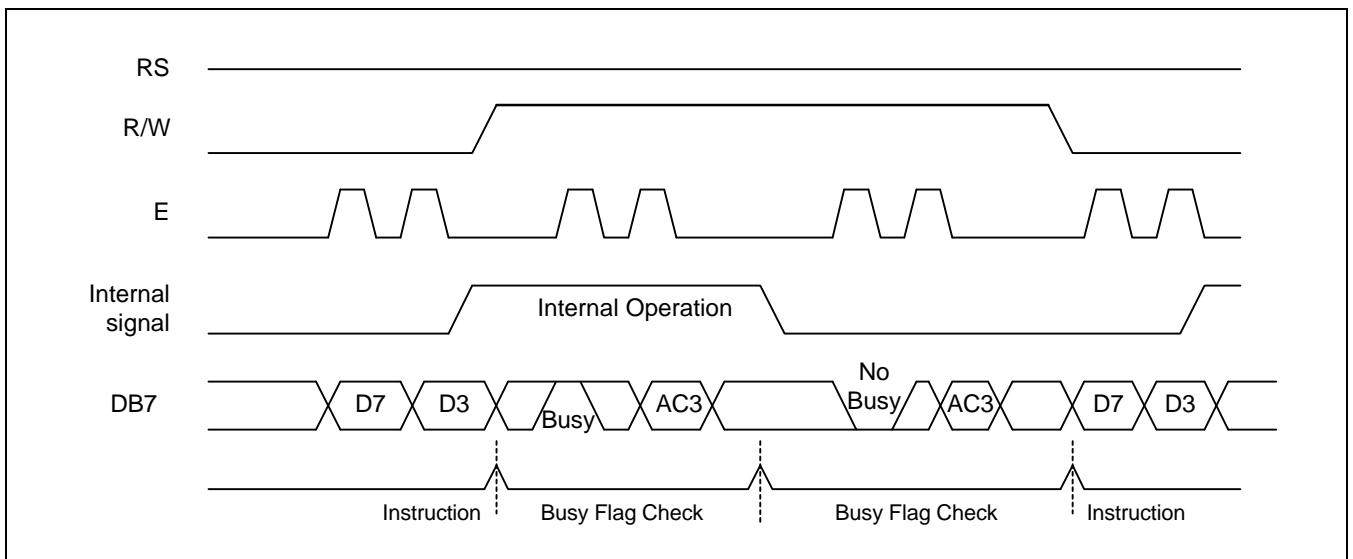 RS
R/W
E
Internal
signal
Internal Operation
DB7
D7
D3
Busy
AC3
No
Busy
AC3
D7
D3
Instruction
Busy Flag Check
Busy Flag Check
Instruction